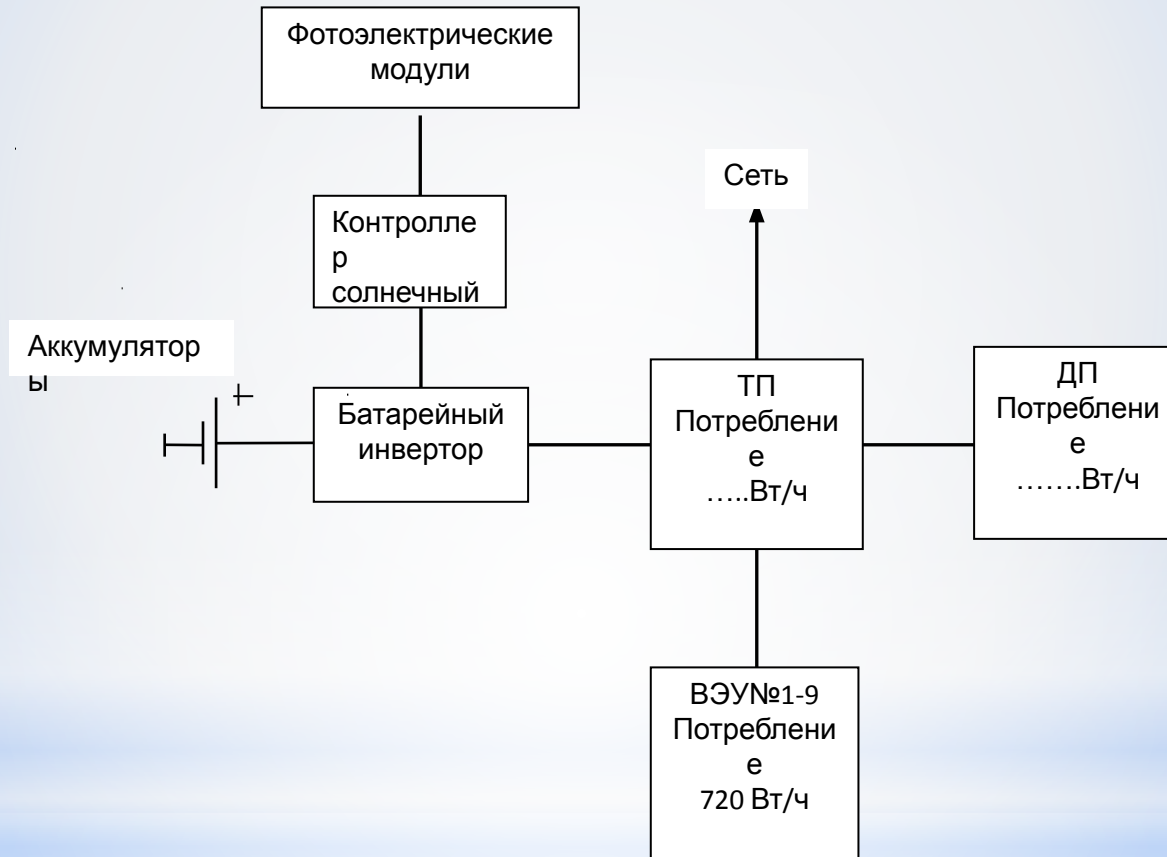 Фотоэлектрические
модули
Сеть
Контролле
р
солнечный
Аккумулятор
ы
Батарейный
инвертор
ТП
Потреблени
е
…..Вт/ч
ДП
Потреблени
е
…….Вт/ч
ВЭУ№1-9
Потреблени
е
720 Вт/ч